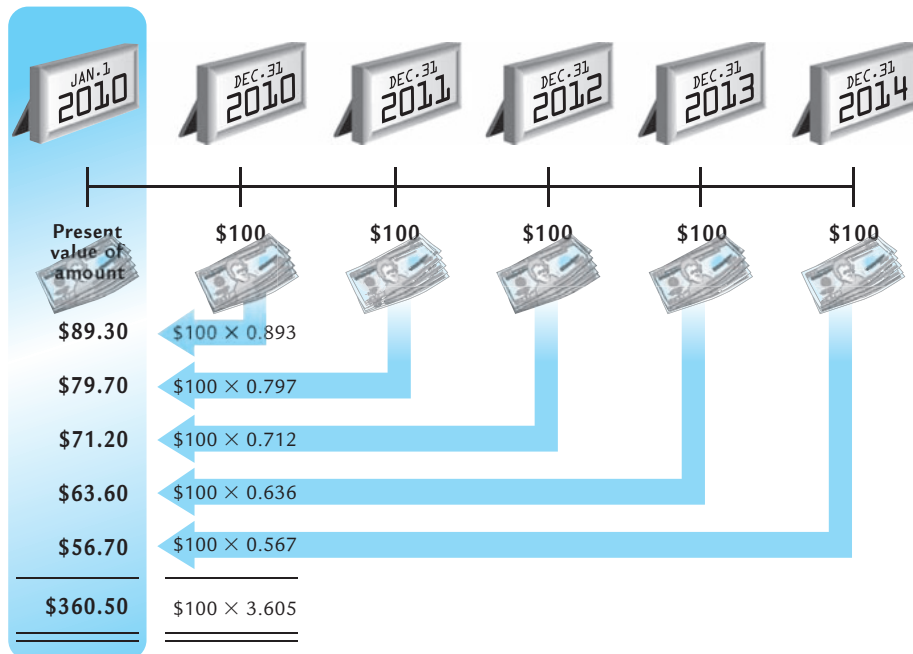 JAN.1
2010
DEC.31
2010
DEC.31
2011
DEC.31
2012
DEC.31
2013
DEC.31
2014
Present
value of
amount
$100
$100
$100
$100
$100
$89.30
$100 × 0.893
$79.70
$100 × 0.797
$71.20
$100 × 0.712
$63.60
$100 × 0.636
$56.70
$100 × 0.567
$360.50
$100 × 3.605